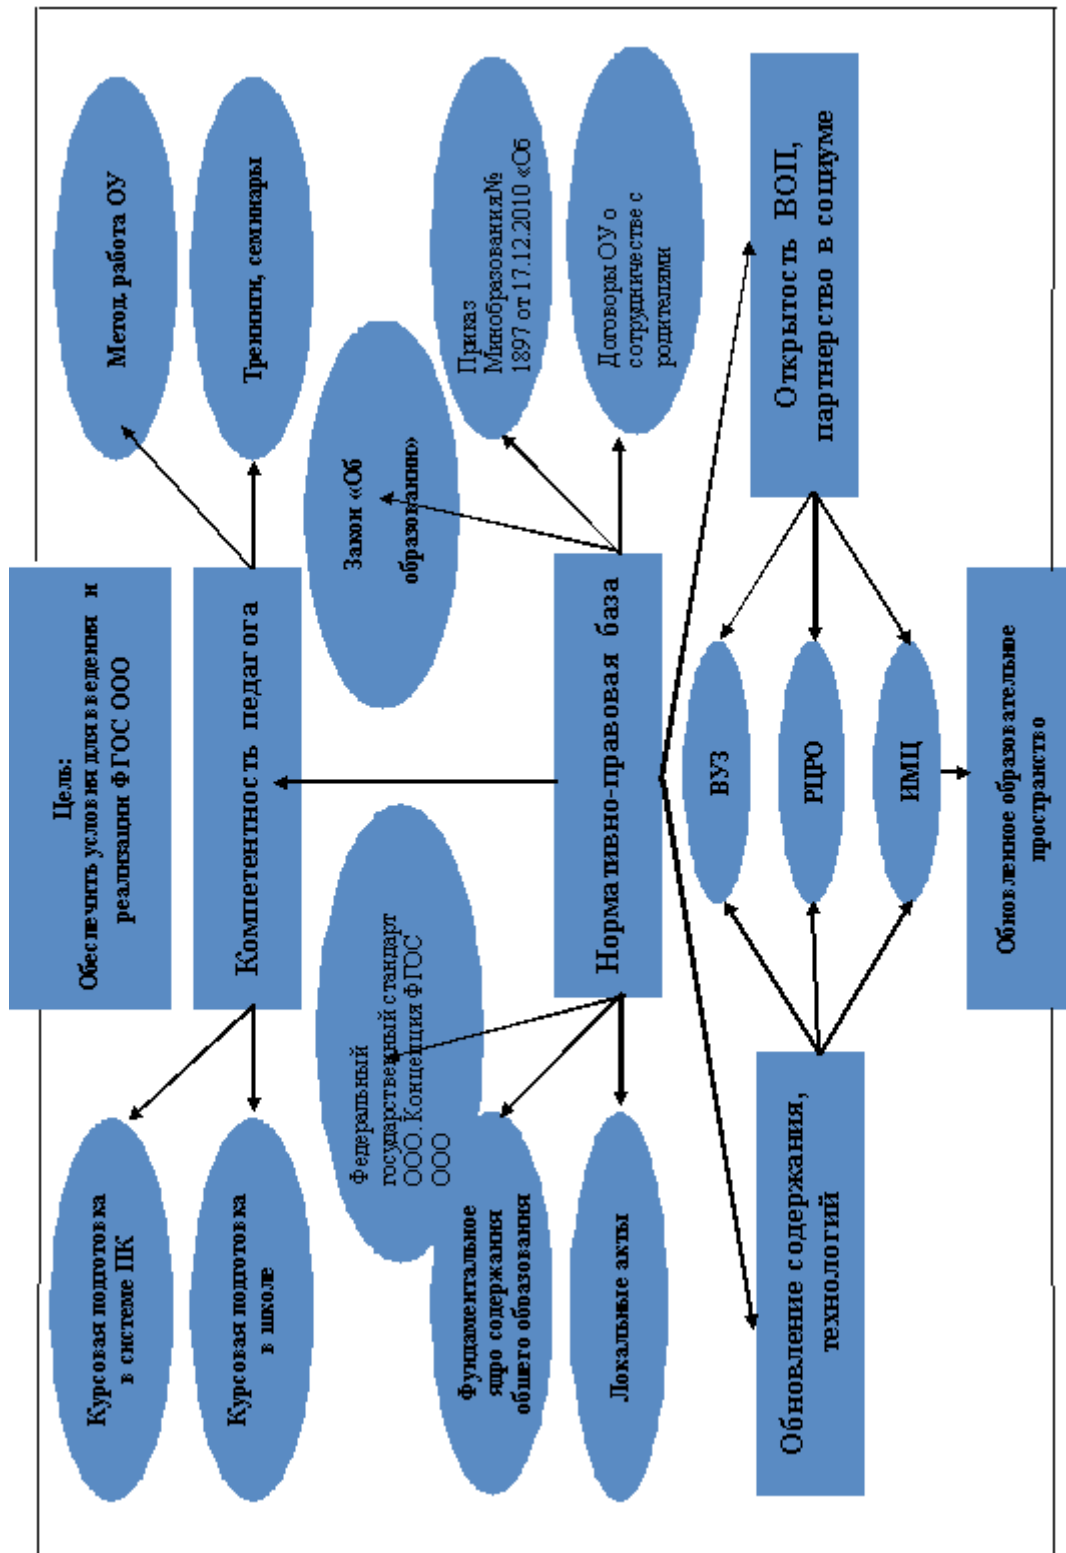 Цель:
Обеспечить условия для введения и
реализации ФГОС ООО
Курсовая подготовка
в системе ПК
Метод. работа ОУ
Компетентность педагога
Курсовая подготовка
в школе
Тренинги, семинары
Федеральный
государственный стандарт
ООО. Концепция ФГОС
ООО
Закон «Об
образованию»
Фундаментальное
ядро содержания
общего образования
Приказ
Минобразования№
1897 от 17.12.2010 «Об
Нормативно-правовая база
Локальные акты
Договоры ОУ о
сотрудничестве с
родителями
Обновление содержания,
технологий
ВУЗ
РЦРО
ИМЦ
Открытость ВОП,
партнерство в социуме
Обновленное образовательное
пространство